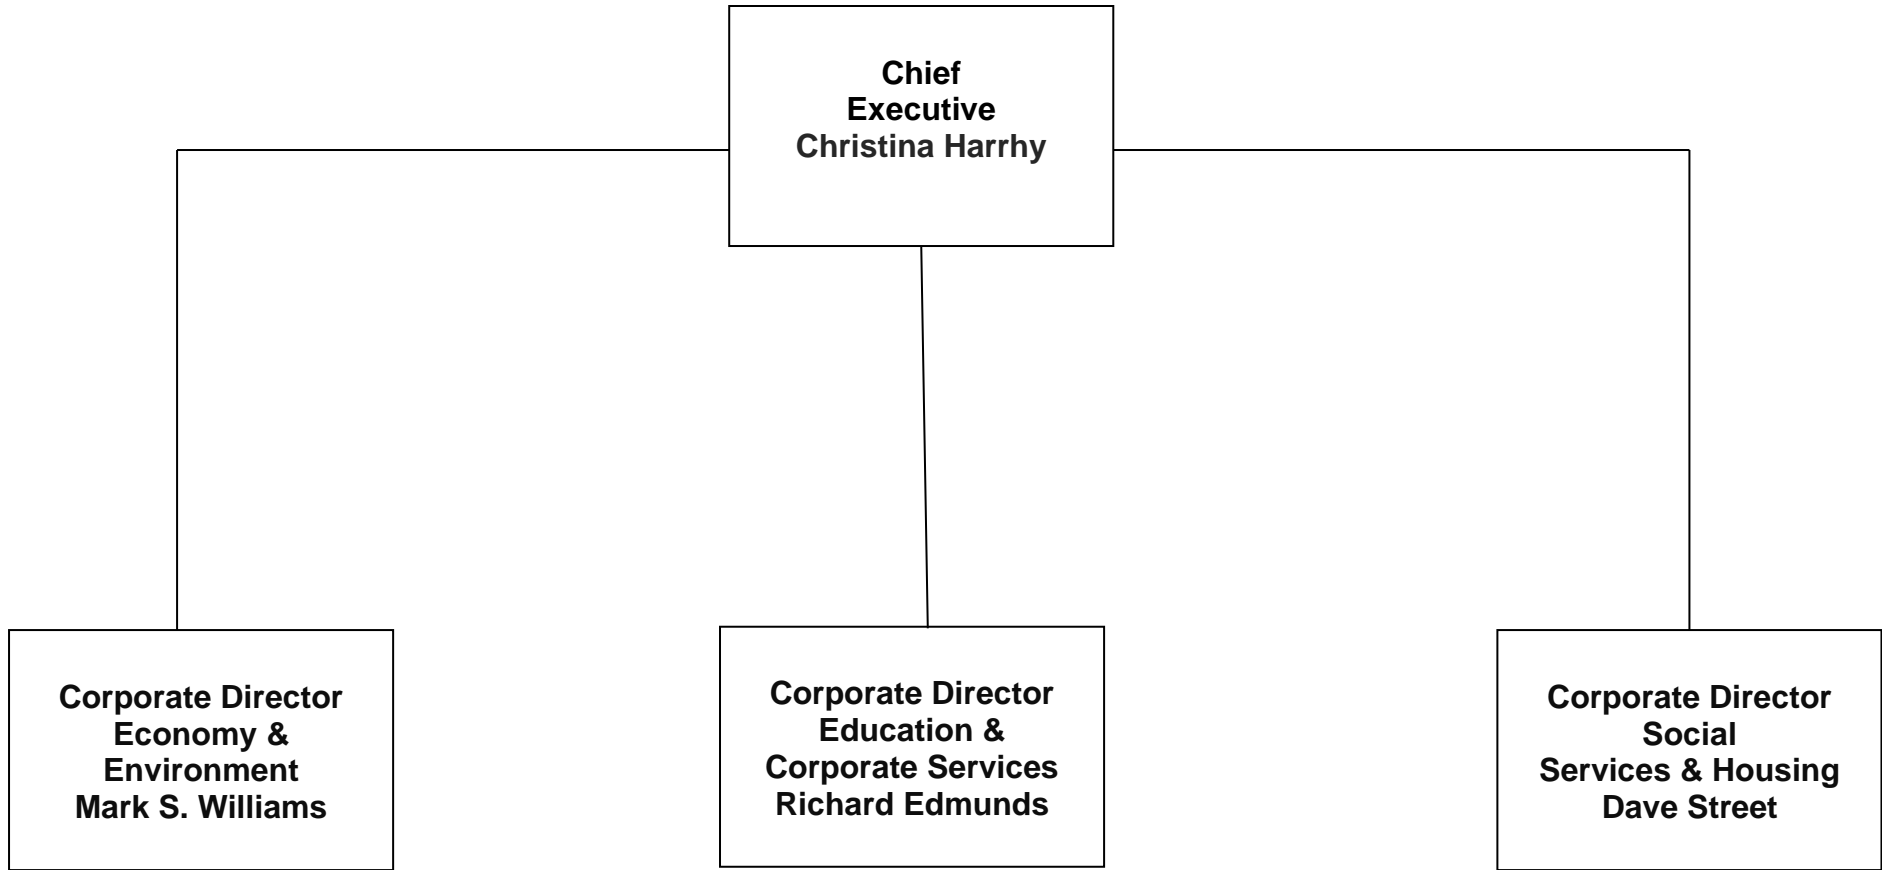 Chief
Executive
Christina Harrhy
Corporate Director
Economy &
Environment
Mark S. Williams
Corporate Director
Education &
Corporate Services
Richard Edmunds
Corporate Director
Social
Services & Housing
Dave Street